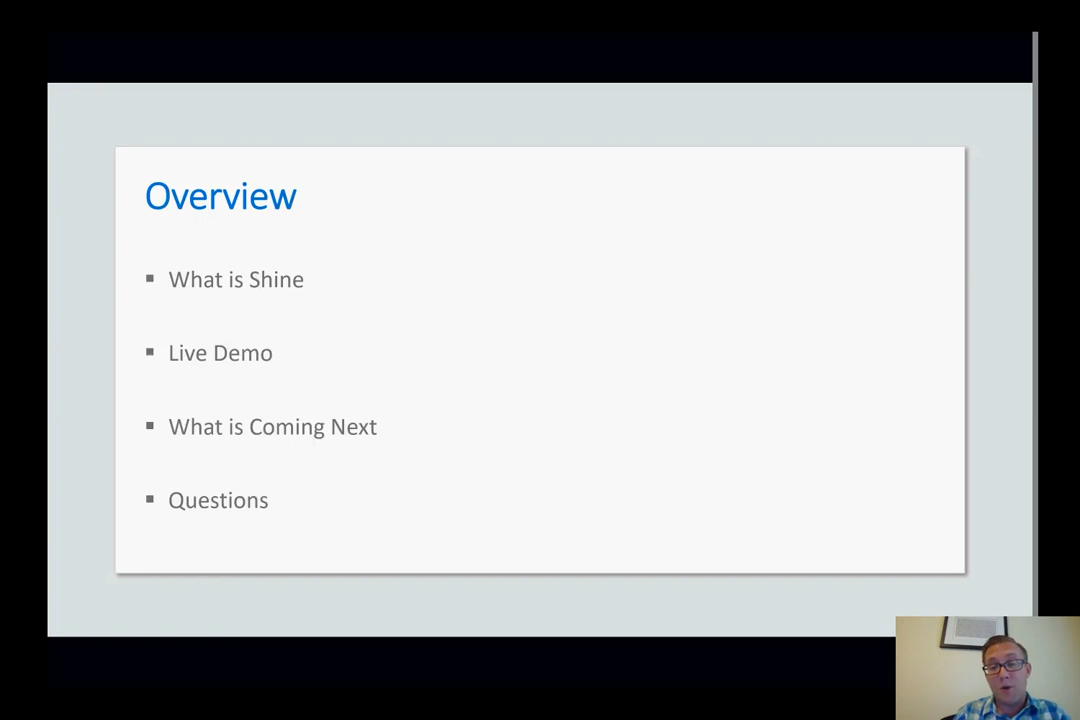 Overview
▪ What is Shine
▪ Live Demo
▪ What is Coming Next
▪ Questions